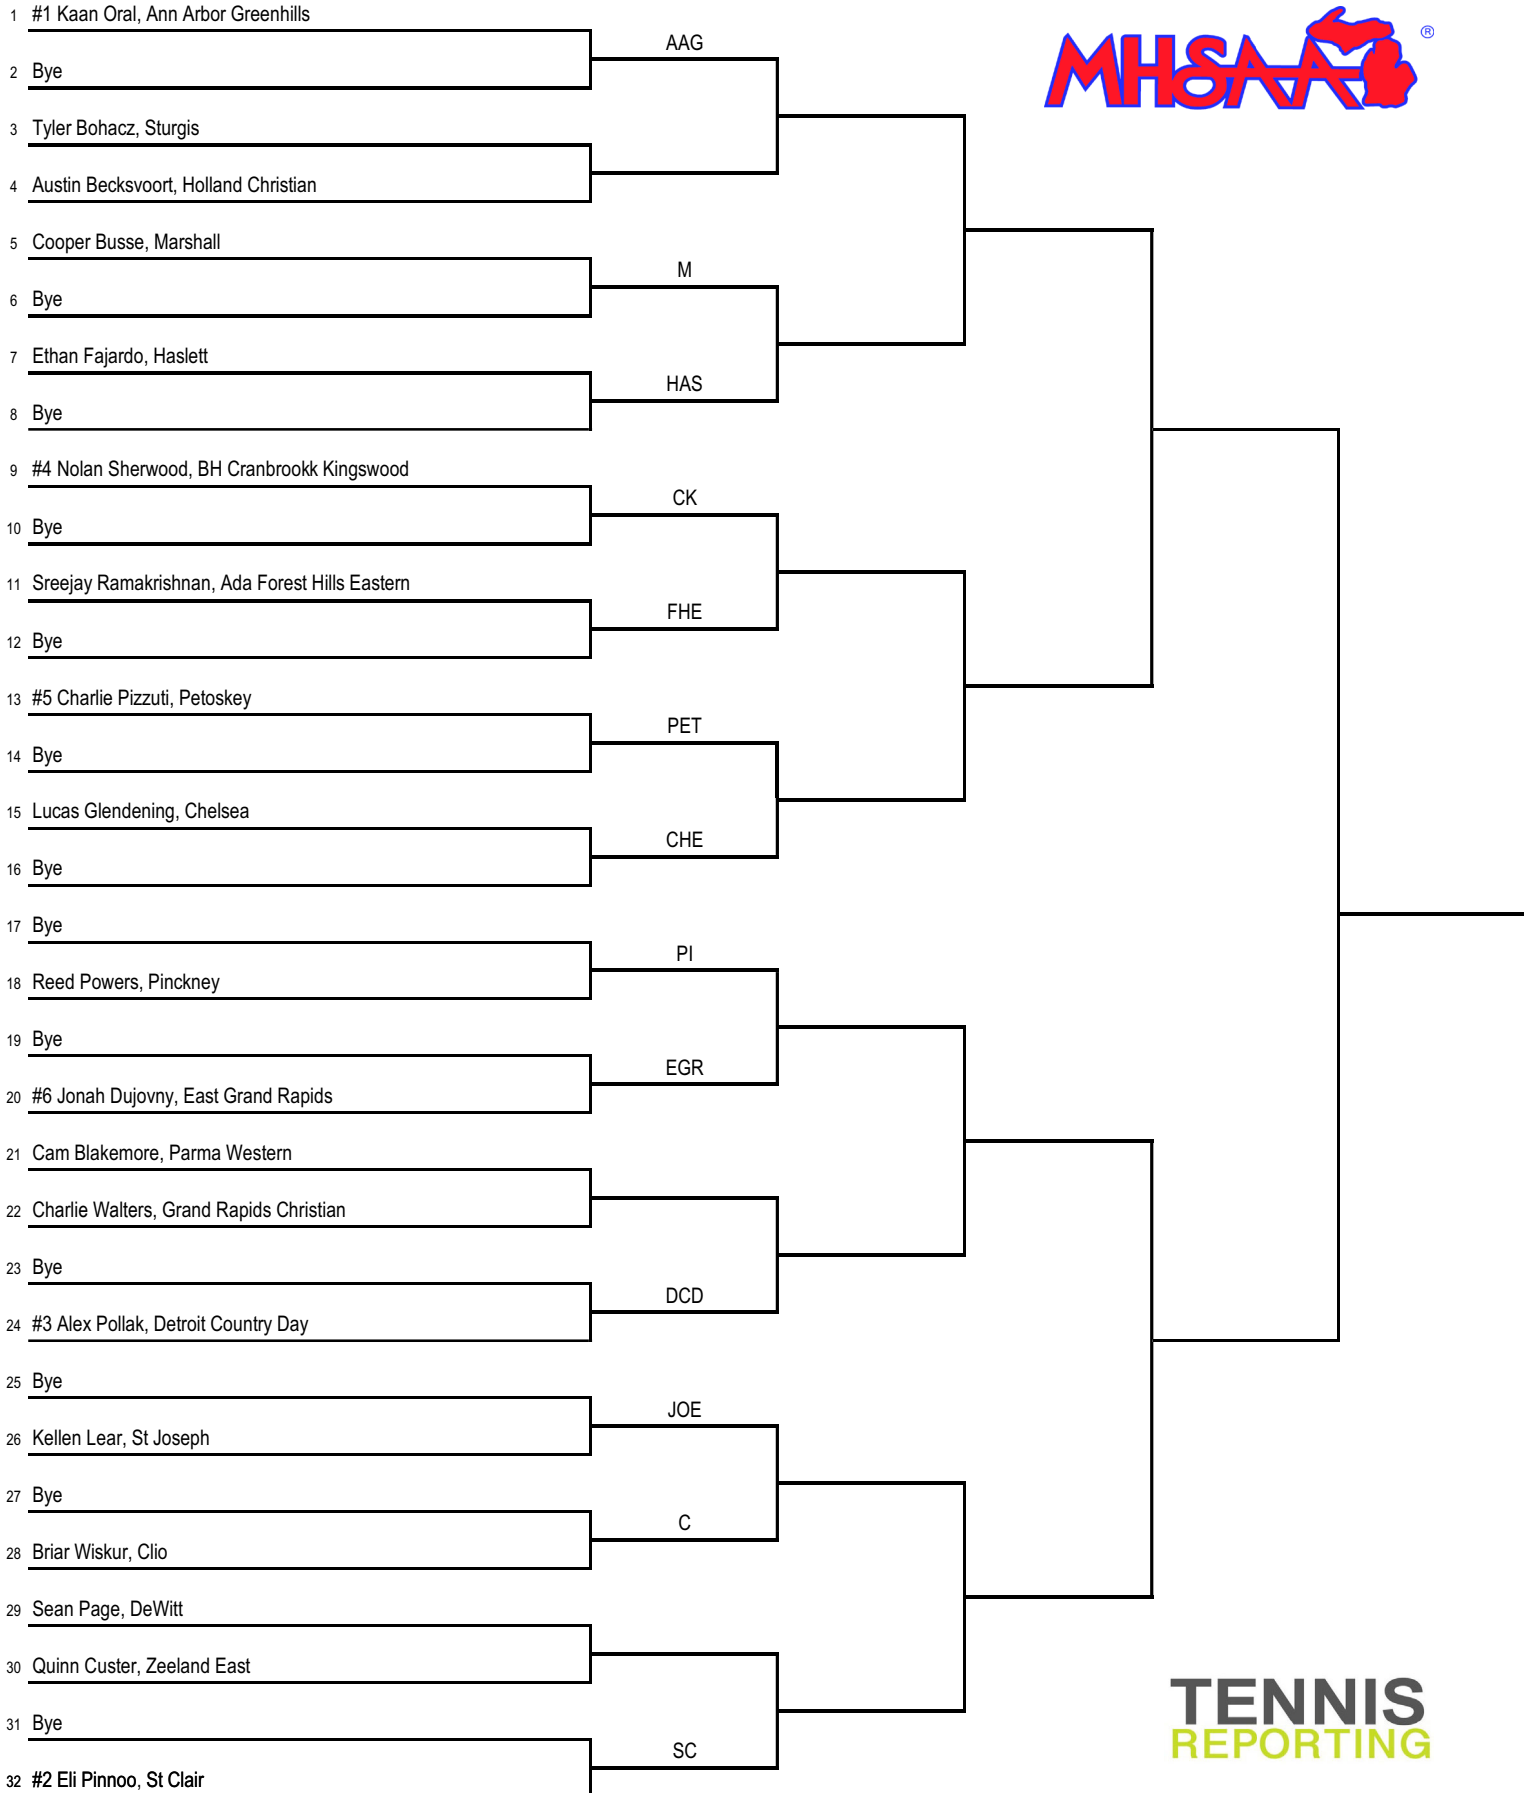 1 #1 Kaan Oral, Ann Arbor Greenhills
AAG
MHSAA ®
2 Bye
3 Tyler Bohacz, Sturgis
4 Austin Becksvoort, Holland Christian
5 Cooper Busse, Marshall
M
6 Bye
7 Ethan Fajardo, Haslett
HAS
8 Bye
9 #4 Nolan Sherwood, BH Cranbrookk Kingswood
CK
10 Bye
11 Sreejay Ramakrishnan, Ada Forest Hills Eastern
FHE
12 Bye
13 #5 Charlie Pizzuti, Petoskey
PET
14 Bye
15 Lucas Glendening, Chelsea
CHE
16 Bye
17 Bye
PI
18 Reed Powers, Pinckney
19 Bye
EGR
20 #6 Jonah Dujovny, East Grand Rapids
21 Cam Blakemore, Parma Western
22 Charlie Walters, Grand Rapids Christian
23 Bye
DCD
24 #3 Alex Pollak, Detroit Country Day
25 Bye
JOE
26 Kellen Lear, St Joseph
27 Bye
C
28 Briar Wiskur, Clio
29 Sean Page, DeWitt
30 Quinn Custer, Zeeland East
31 Bye
SC
32 #2 Eli Pinnoo, St Clair
TENNIS
REPORTING